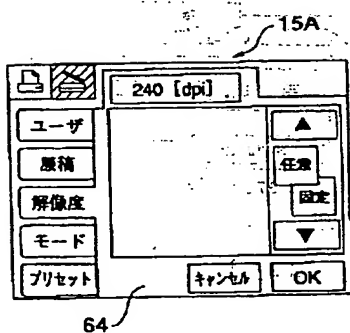 15A
240 [dpi]
ユーザ
原稿
解像度
モード
プリセット
▲
任意
固定
▼
キャンセル
OK
64